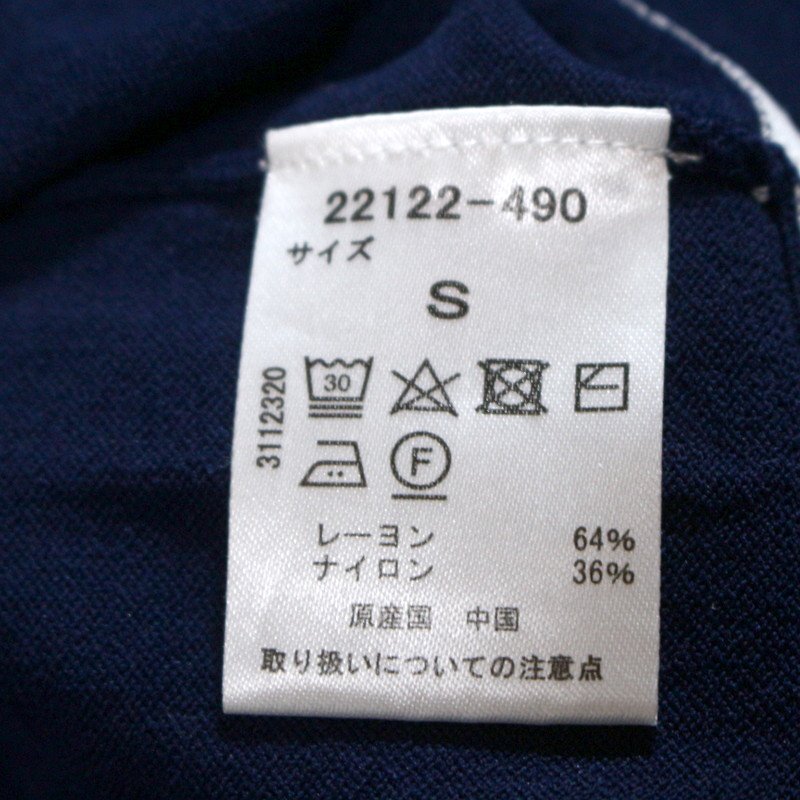 22122-490
サイズ
S
3112320
30
F
レーヨン 64%
ナイロン 36%
原産国 中国
取り扱いについての注意点